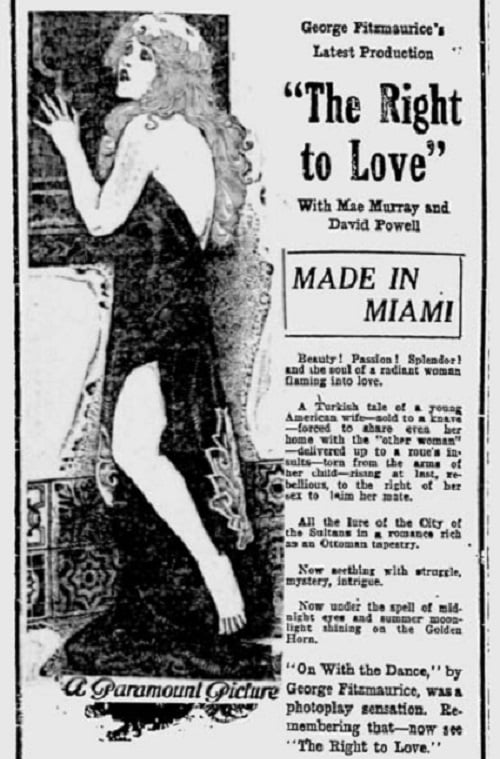 George Fitzmaurice's
Latest Production
"The Right
to Love"
With Mae Murray and
David Powell
MADE IN
MIAMI
Beauty! Passion! Splendor!
and the soul of a radiant woman
flaming into love.
A Turkish tale of a young
American wife—sold to a knave
—forced to share even her
home with the "other woman"
—delivered up to a roue's in-
sults—torn from the arms of
her child—rising at last, re-
bellious, to the right of her
sex to laim her mate.
All the lure of the City of
the Sultans in a romance rich
as an Ottoman tapestry.
Now seething with struggle,
mystery, intrigue.
Now under the spell of mid-
night eyes and summer moon-
light shining on the Golden
Horn.
"On With the Dance," by
George Fitzmaurice, was a
photoplay sensation. Re-
membering that—now see
"The Right to Love."
A Paramount Picture